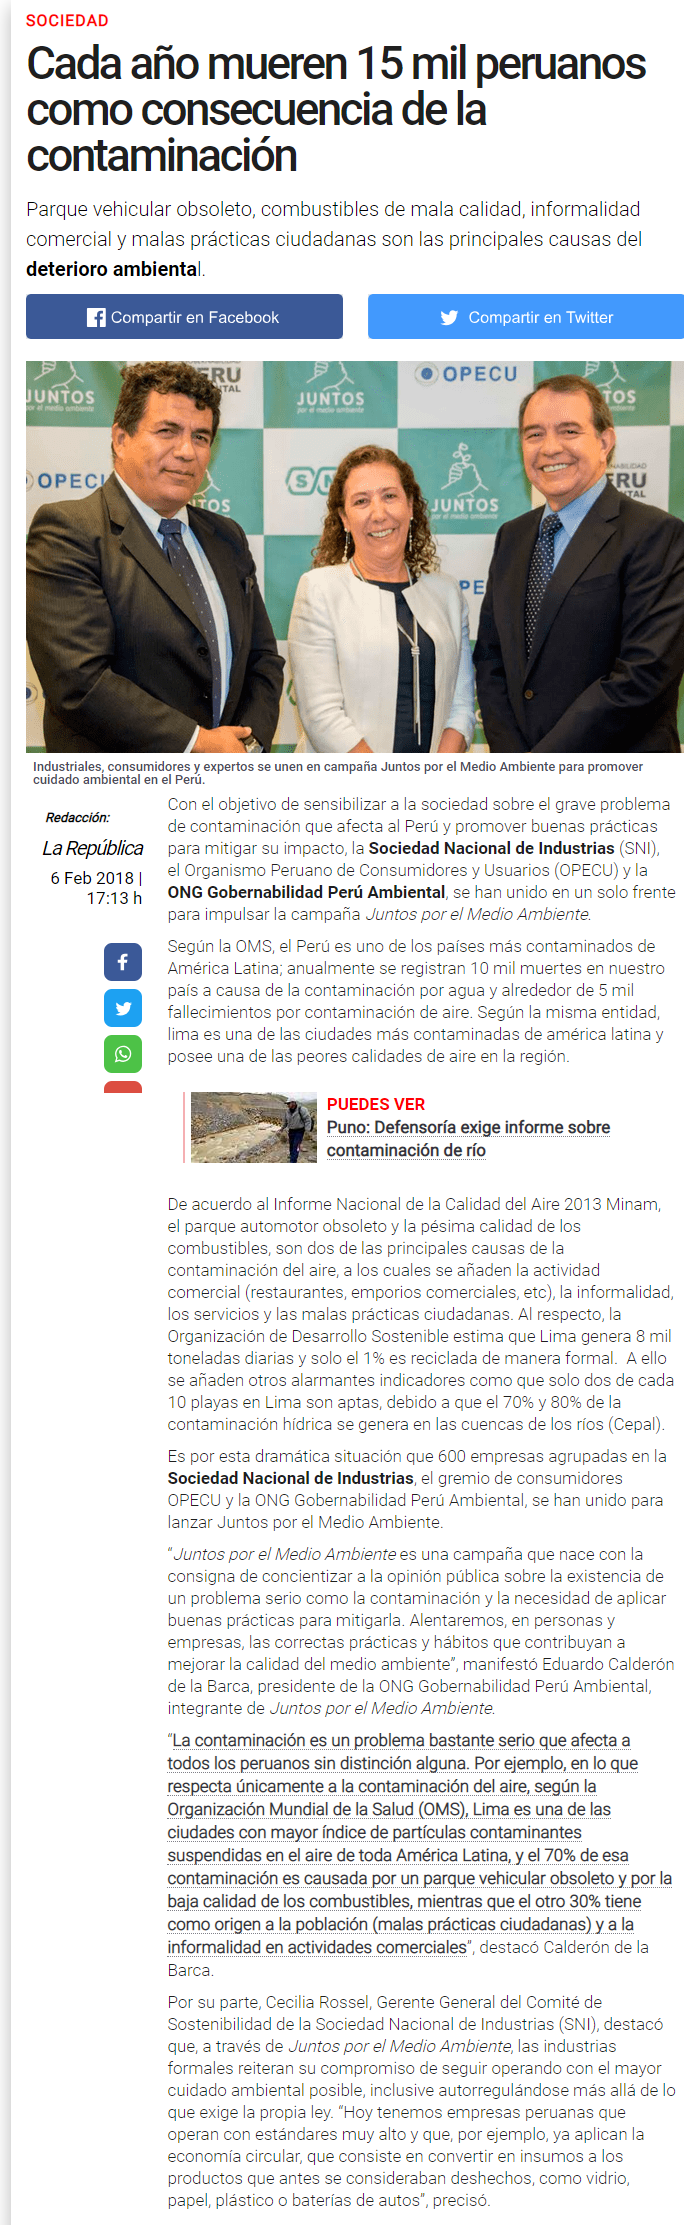 SOCIEDAD
Cada año mueren 15 mil peruanos
como consecuencia de la
contaminación
Parque vehicular obsoleto, combustibles de mala calidad, informalidad
comercial y malas prácticas ciudadanas son las principales causas del
deterioro ambiental.
Compartir en Facebook
Compartir en Twitter
JUNTOS
por el medio ambiente
ERU
NTAL
JUNTOS
por el medio ambiente
OPECU
TOS
OPECU
TOS
SN
JUNTOS
por el medio ambiente
NABILIDAD
ERU
ENTAL
PE
Industriales, consumidores y expertos se unen en campaña Juntos por el Medio Ambiente para promover
cuidado ambiental en el Perú.
Redacción:
La República
6 Feb 2018 |
17:13 h
Con el objetivo de sensibilizar a la sociedad sobre el grave problema
de contaminación que afecta al Perú y promover buenas prácticas
para mitigar su impacto, la Sociedad Nacional de Industrias (SNI),
el Organismo Peruano de Consumidores y Usuarios (OPECU) y la
ONG Gobernabilidad Perú Ambiental, se han unido en un solo frente
para impulsar la campaña Juntos por el Medio Ambiente.
Según la OMS, el Perú es uno de los países más contaminados de
América Latina; anualmente se registran 10 mil muertes en nuestro
país a causa de la contaminación por agua y alrededor de 5 mil
fallecimientos por contaminación de aire. Según la misma entidad,
lima es una de las ciudades más contaminadas de américa latina y
posee una de las peores calidades de aire en la región.
PUEDES VER
Puno: Defensoría exige informe sobre
contaminación de río
De acuerdo al Informe Nacional de la Calidad del Aire 2013 Minam,
el parque automotor obsoleto y la pésima calidad de los
combustibles, son dos de las principales causas de la
contaminación del aire, a los cuales se añaden la actividad
comercial (restaurantes, emporios comerciales, etc), la informalidad,
los servicios y las malas prácticas ciudadanas. Al respecto, la
Organización de Desarrollo Sostenible estima que Lima genera 8 mil
toneladas diarias y solo el 1% es reciclada de manera formal. A ello
se añaden otros alarmantes indicadores como que solo dos de cada
10 playas en Lima son aptas, debido a que el 70% y 80% de la
contaminación hídrica se genera en las cuencas de los ríos (Cepal).
Es por esta dramática situación que 600 empresas agrupadas en la
Sociedad Nacional de Industrias, el gremio de consumidores
OPECU y la ONG Gobernabilidad Perú Ambiental, se han unido para
lanzar Juntos por el Medio Ambiente.
“Juntos por el Medio Ambiente es una campaña que nace con la
consigna de concientizar a la opinión pública sobre la existencia de
un problema serio como la contaminación y la necesidad de aplicar
buenas prácticas para mitigarla. Alentaremos, en personas y
empresas, las correctas prácticas y hábitos que contribuyan a
mejorar la calidad del medio ambiente”, manifestó Eduardo Calderón
de la Barca, presidente de la ONG Gobernabilidad Perú Ambiental,
integrante de Juntos por el Medio Ambiente.
“La contaminación es un problema bastante serio que afecta a
todos los peruanos sin distinción alguna. Por ejemplo, en lo que
respecta únicamente a la contaminación del aire, según la
Organización Mundial de la Salud (OMS), Lima es una de las
ciudades con mayor índice de partículas contaminantes
suspendidas en el aire de toda América Latina, y el 70% de esa
contaminación es causada por un parque vehicular obsoleto y por la
baja calidad de los combustibles, mientras que el otro 30% tiene
como origen a la población (malas prácticas ciudadanas) y a la
informalidad en actividades comerciales”, destacó Calderón de la
Barca.
Por su parte, Cecilia Rossel, Gerente General del Comité de
Sostenibilidad de la Sociedad Nacional de Industrias (SNI), destacó
que, a través de Juntos por el Medio Ambiente, las industrias
formales reiteran su compromiso de seguir operando con el mayor
cuidado ambiental posible, inclusive autorregulándose más allá de lo
que exige la propia ley. “Hoy tenemos empresas peruanas que
operan con estándares muy alto y que, por ejemplo, ya aplican la
economía circular, que consiste en convertir en insumos a los
productos que antes se consideraban deshechos, como vidrio,
papel, plástico o baterías de autos”, precisó.